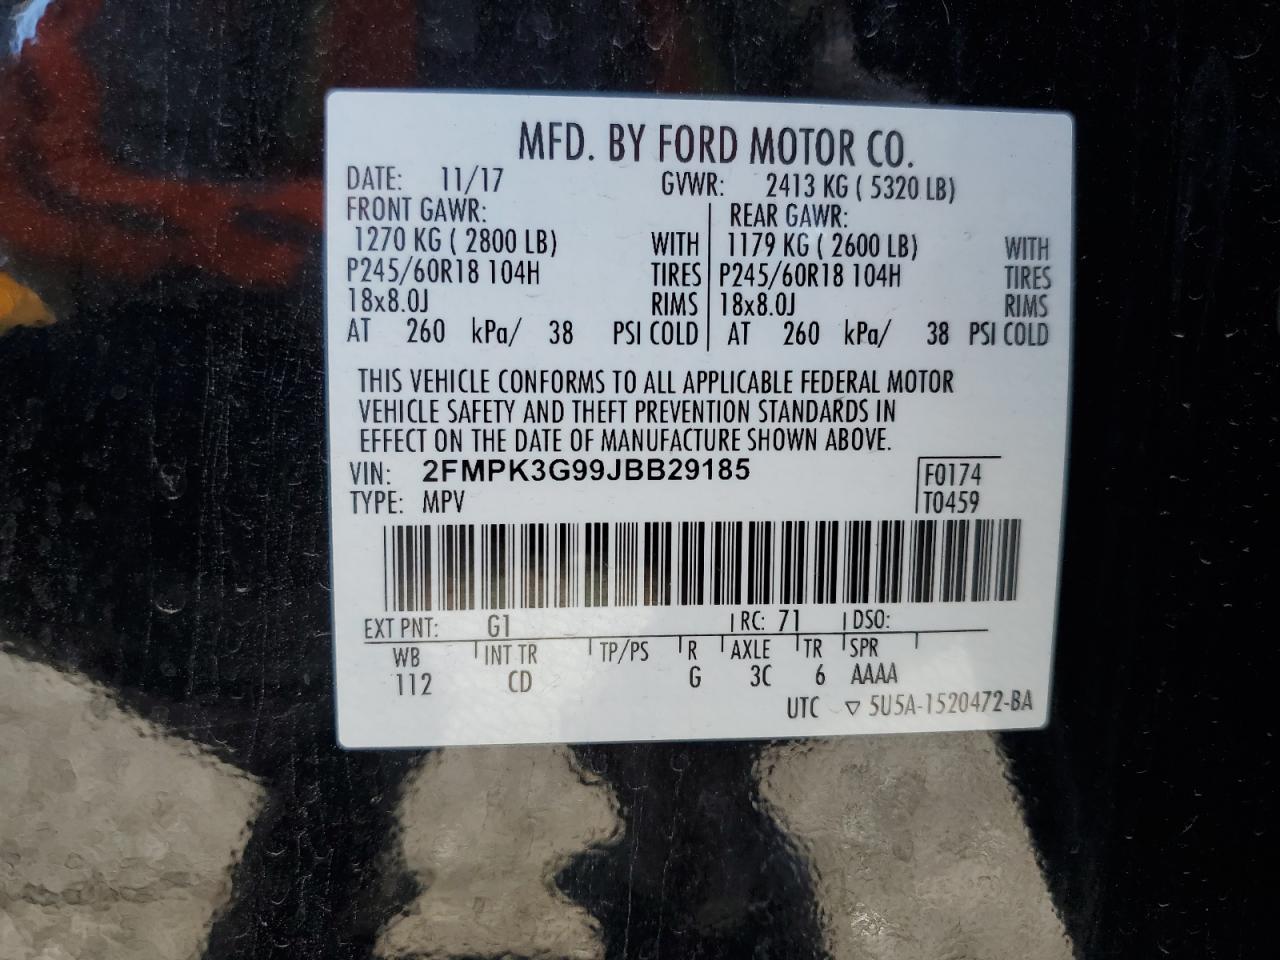 MFD. BY FORD MOTOR CO.
DATE: 11/17 GVWR: 2413 KG ( 5320 LB)
FRONT GAWR: REAR GAWR:
1270 KG ( 2800 LB) WITH 1179 KG ( 2600 LB) WITH
P245/60R18 104H TIRES P245/60R18 104H TIRES
18x8.0J RIMS 18x8.0J RIMS
AT 260 kPa/ 38 PSI COLD AT 260 kPa/ 38 PSI COLD
THIS VEHICLE CONFORMS TO ALL APPLICABLE FEDERAL MOTOR
VEHICLE SAFETY AND THEFT PREVENTION STANDARDS IN
EFFECT ON THE DATE OF MANUFACTURE SHOWN ABOVE.
VIN: 2FMPK3G99JBB29185 F0174
TYPE: MPV T0459
EXT PNT: G1 RC: 71 DSO:
WB INT TR TP/PS R AXLE TR SPR
112 CD G 3C 6 AAAA
UTC ▽ 5U5A-1520472-BA